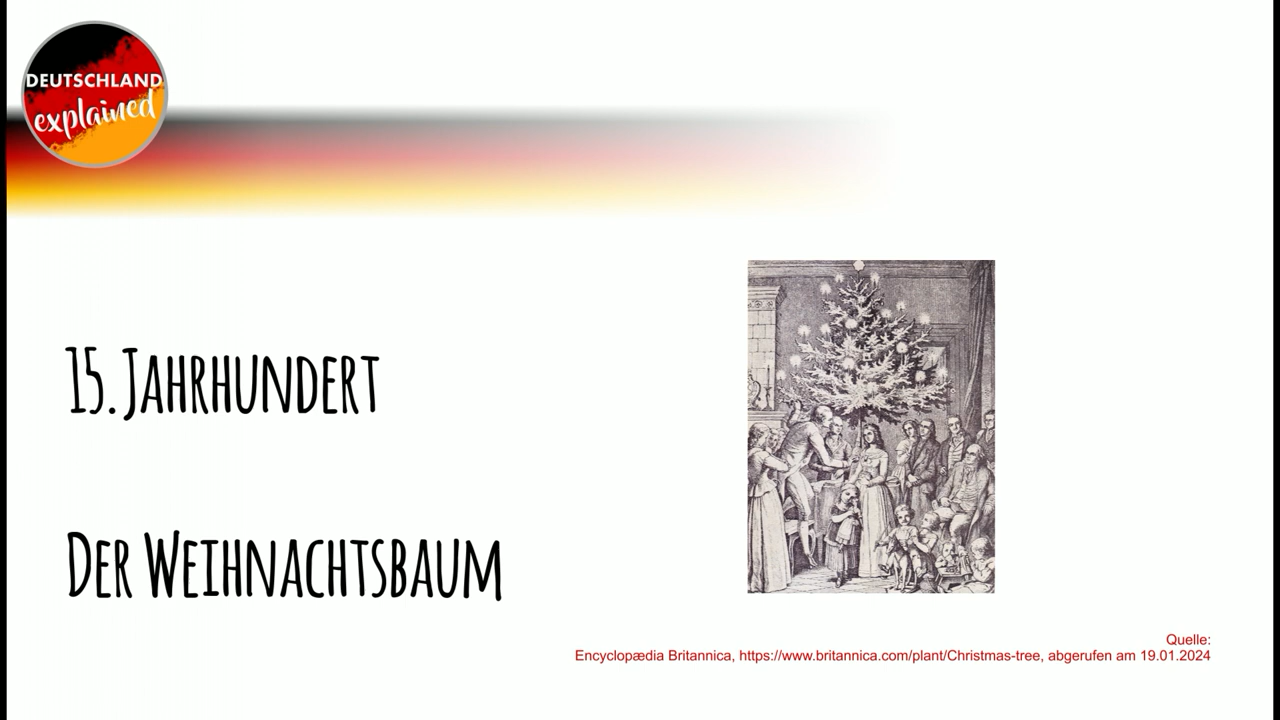 DEUTSCHLAND
explained
15. JAHRHUNDERT
DER WEIHNACHTSBAUM
Quelle:
Encyclopædia Britannica, https://www.britannica.com/plant/Christmas-tree, abgerufen am 19.01.2024